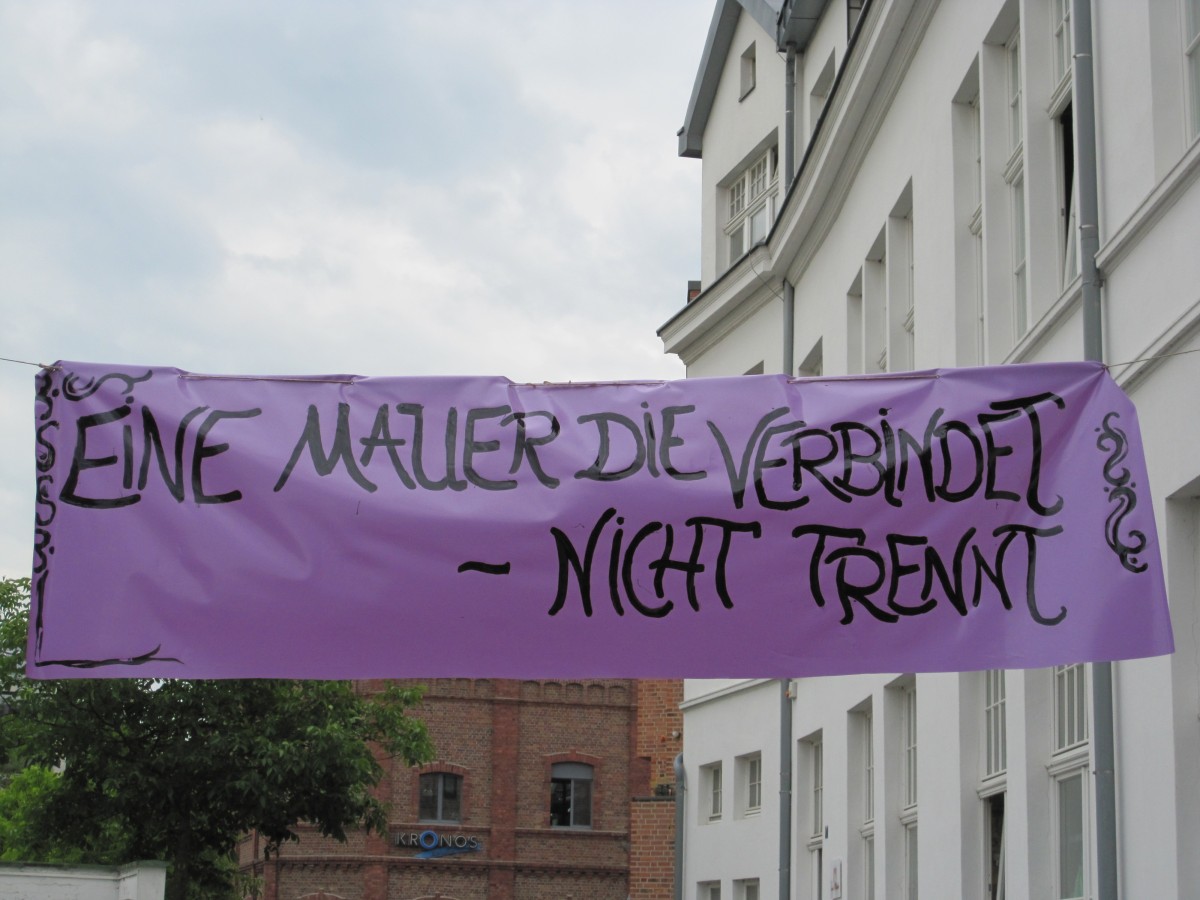 EiNE MAUER DiE VERBINDET
– NiCHT TRENNT
KRONOS